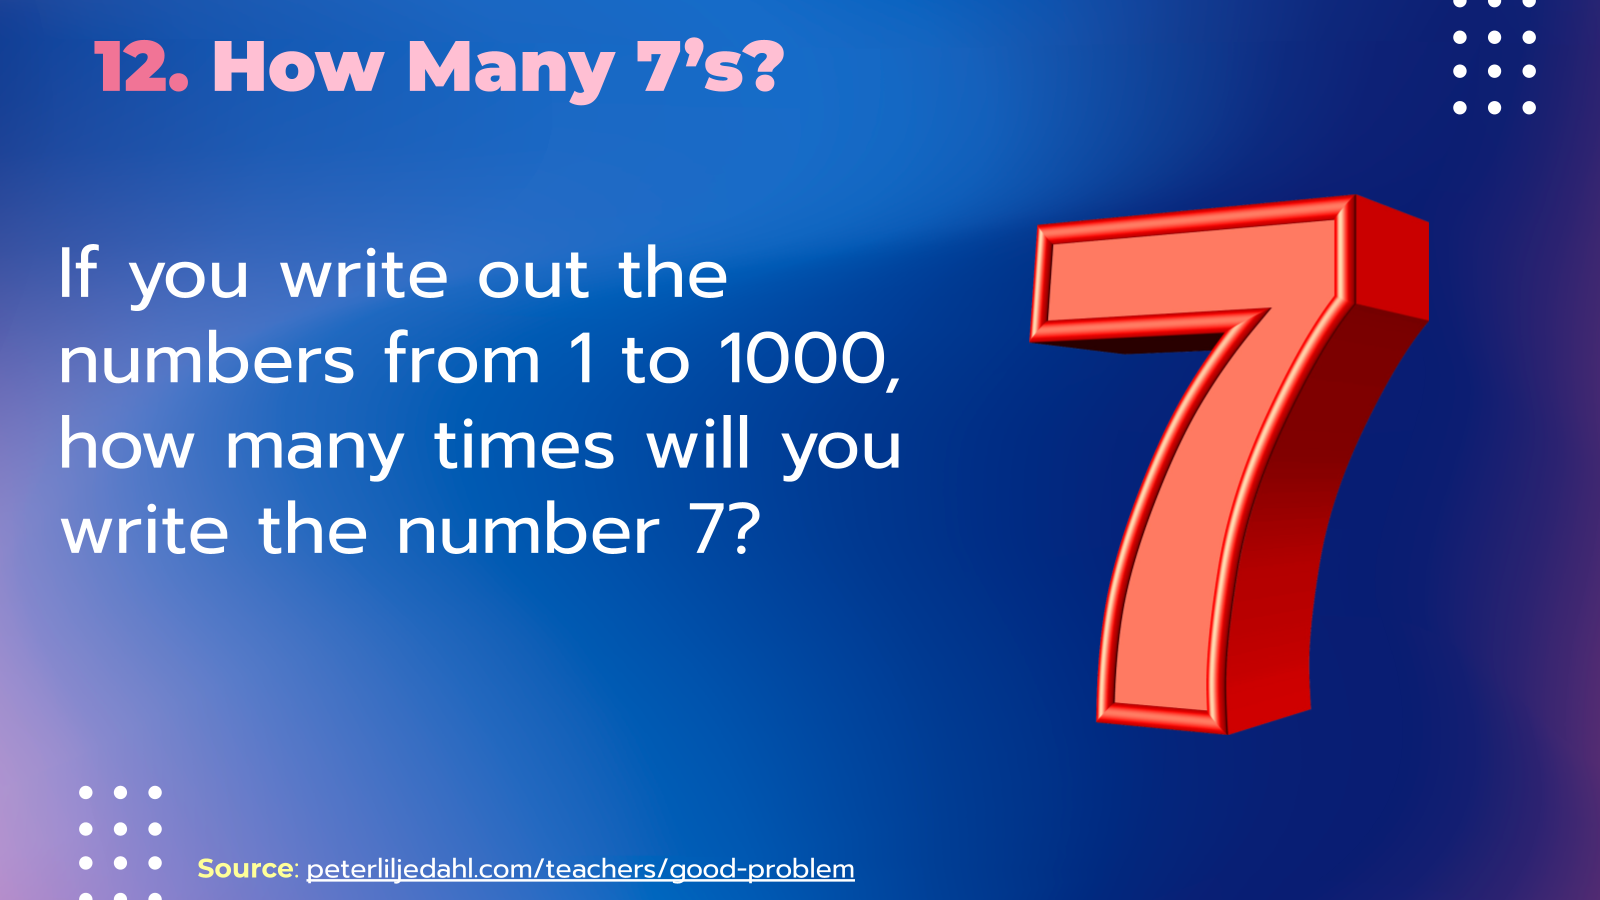 12. How Many 7’s?
If you write out the
numbers from 1 to 1000,
how many times will you
write the number 7?
7
Source: peterliljedahl.com/teachers/good-problem